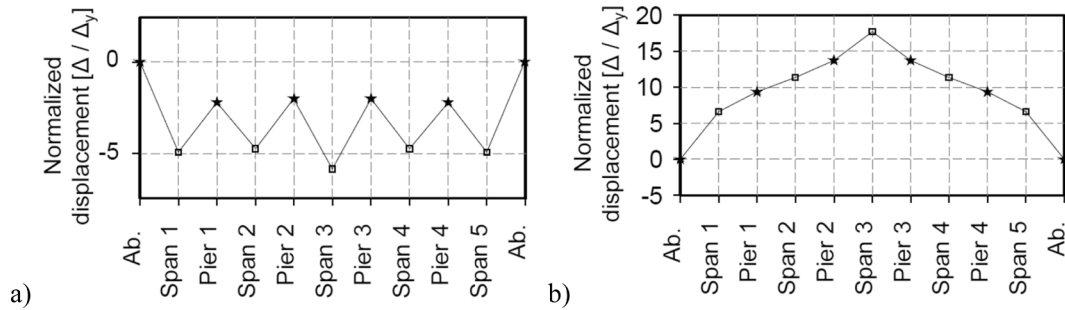 Normalized
displacement [Δ / Δy]
0
-5
Ab.
Span 1
Pier 1
Span 2
Pier 2
Span 3
Pier 3
Span 4
Pier 4
Span 5
Ab.
a)
Normalized
displacement [Δ / Δy]
20
15
10
5
0
-5
Ab.
Span 1
Pier 1
Span 2
Pier 2
Span 3
Pier 3
Span 4
Pier 4
Span 5
Ab.
b)